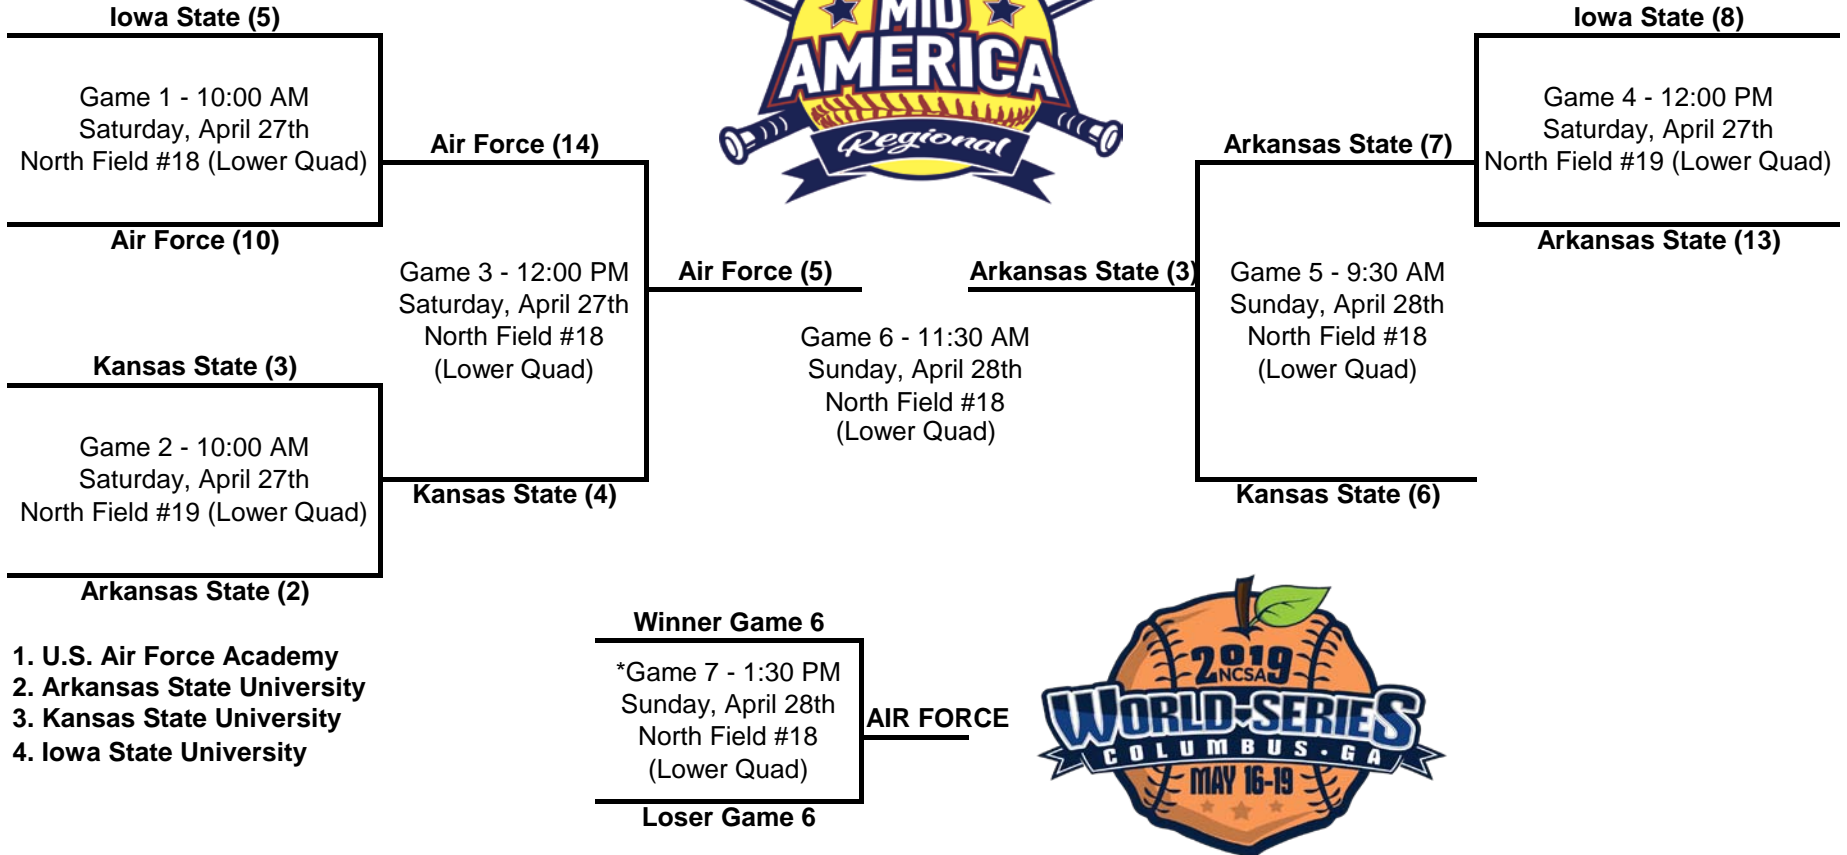 Iowa State (5)
Game 1 - 10:00 AM
Saturday, April 27th
North Field #18 (Lower Quad)
Air Force (10)
Kansas State (3)
Game 2 - 10:00 AM
Saturday, April 27th
North Field #19 (Lower Quad)
Arkansas State (2)
Air Force (14)
Game 3 - 12:00 PM
Saturday, April 27th
North Field #18
(Lower Quad)
Kansas State (4)
Air Force (5)
MID
AMERICA
Regional
Arkansas State (3)
Game 6 - 11:30 AM
Sunday, April 28th
North Field #18
(Lower Quad)
Arkansas State (7)
Game 5 - 9:30 AM
Sunday, April 28th
North Field #18
(Lower Quad)
Kansas State (6)
Iowa State (8)
Game 4 - 12:00 PM
Saturday, April 27th
North Field #19 (Lower Quad)
Arkansas State (13)
1. U.S. Air Force Academy
2. Arkansas State University
3. Kansas State University
4. Iowa State University
Winner Game 6
*Game 7 - 1:30 PM
Sunday, April 28th
North Field #18
(Lower Quad)
Loser Game 6
AIR FORCE
2019
NCSA
WORLD SERIES
COLUMBUS • GA
MAY 16-19